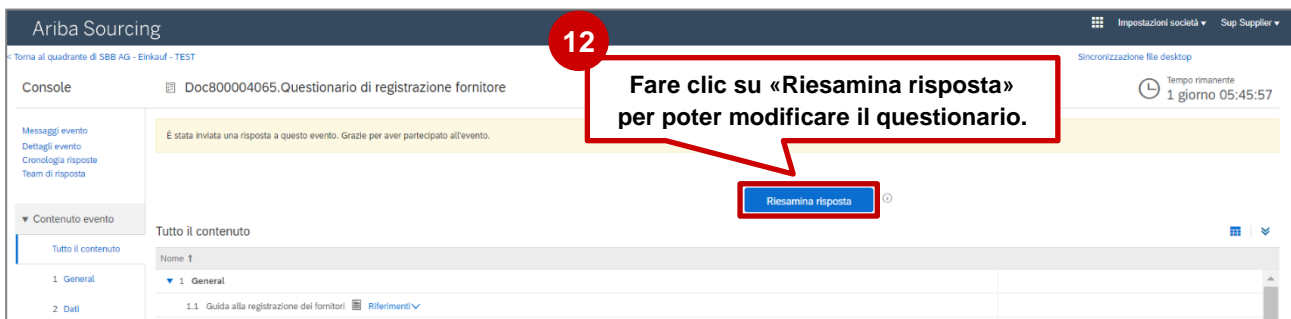 Ariba Sourcing
Impostazioni società ▾ Sup Supplier ▾
12
< Torna al quadrante di SBB AG - Einkauf - TEST
Sincronizzazione file desktop
Fare clic su «Riesamina risposta»
per poter modificare il questionario.
Console
Doc800004065.Questionario di registrazione fornitore
Tempo rimanente
1 giorno 05:45:57
Messaggi evento
Dettagli evento
Cronologia risposte
Team di risposta
È stata inviata una risposta a questo evento. Grazie per aver partecipato all'evento.
Riesamina risposta
▼ Contenuto evento
Tutto il contenuto
Tutto il contenuto
Nome ↑
1 General
▼ 1 General
1.1 Guida alla registrazione dei fornitori Riferimenti
2 Dati